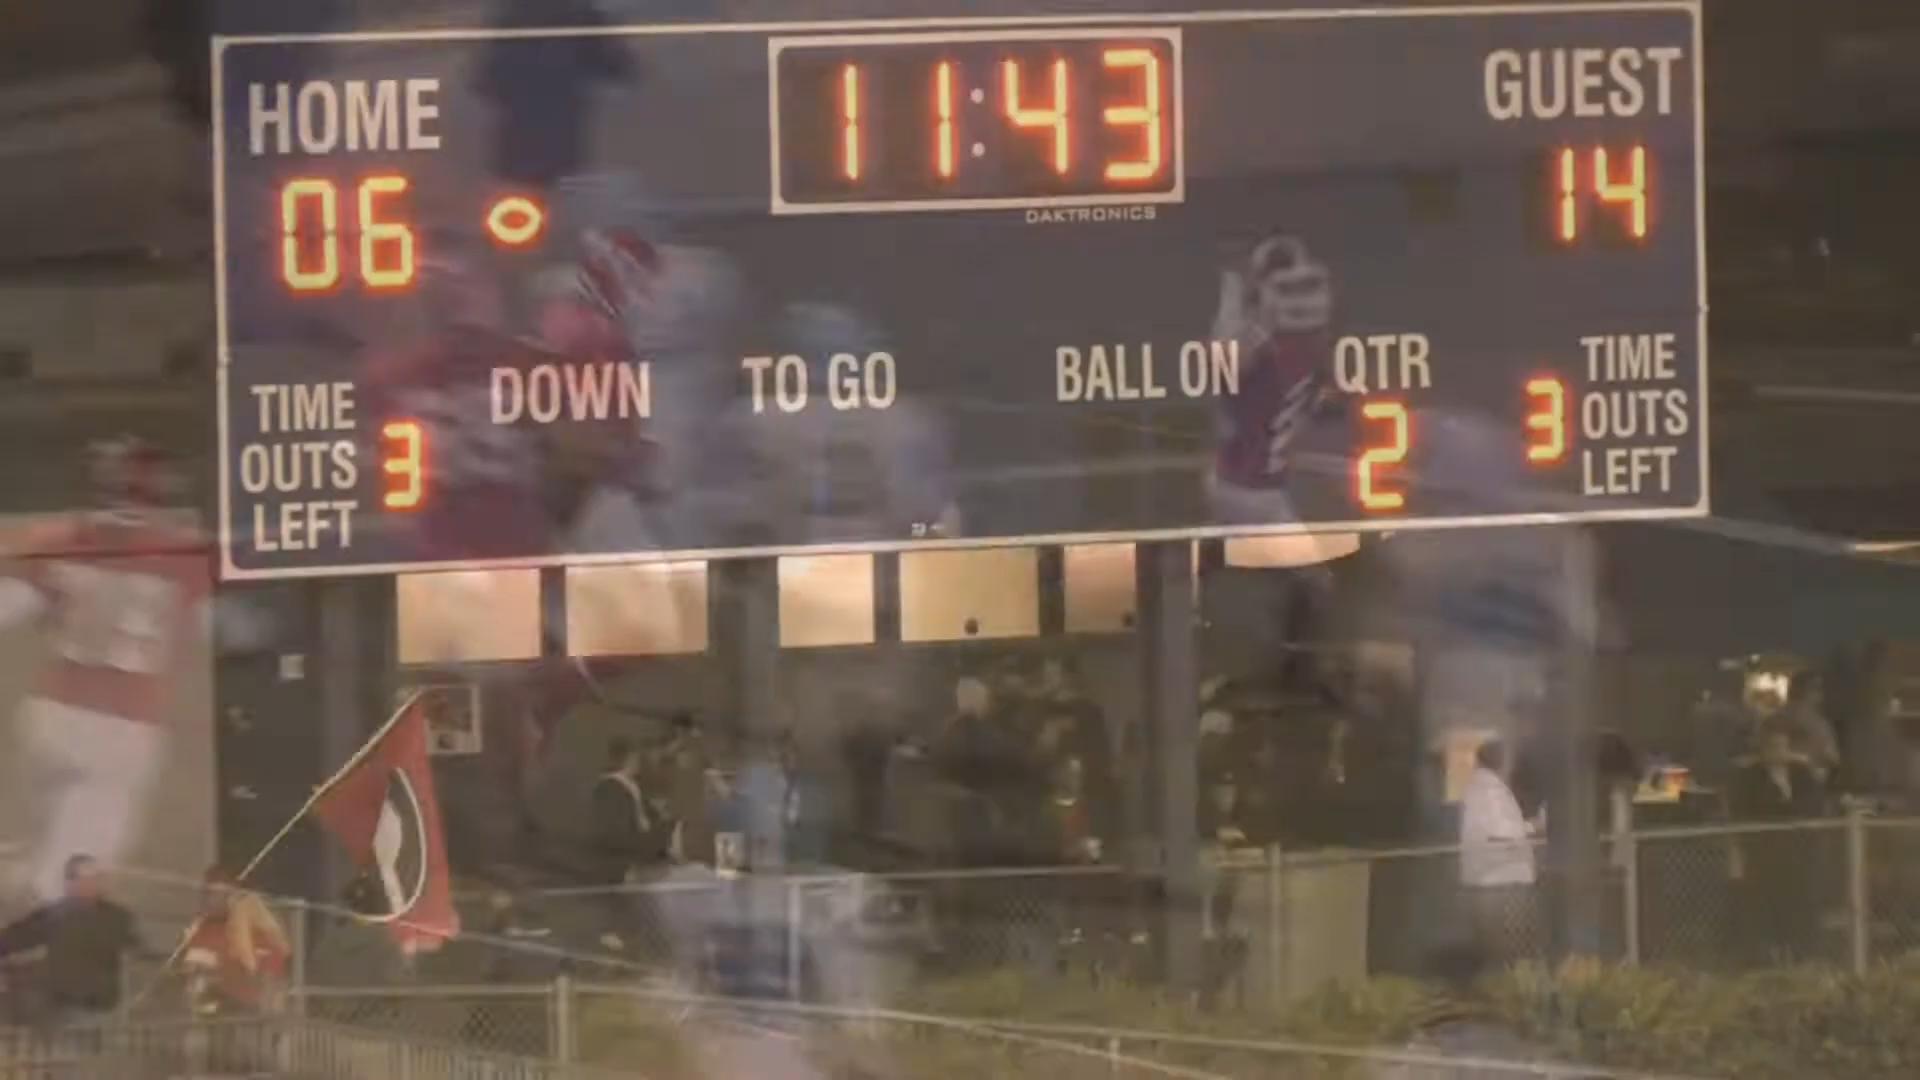 HOME
11:43
GUEST
06
14
DAKTRONICS
DOWN
TO GO
BALL ON
QTR
TIME
OUTS
LEFT
3
2
3
TIME
OUTS
LEFT